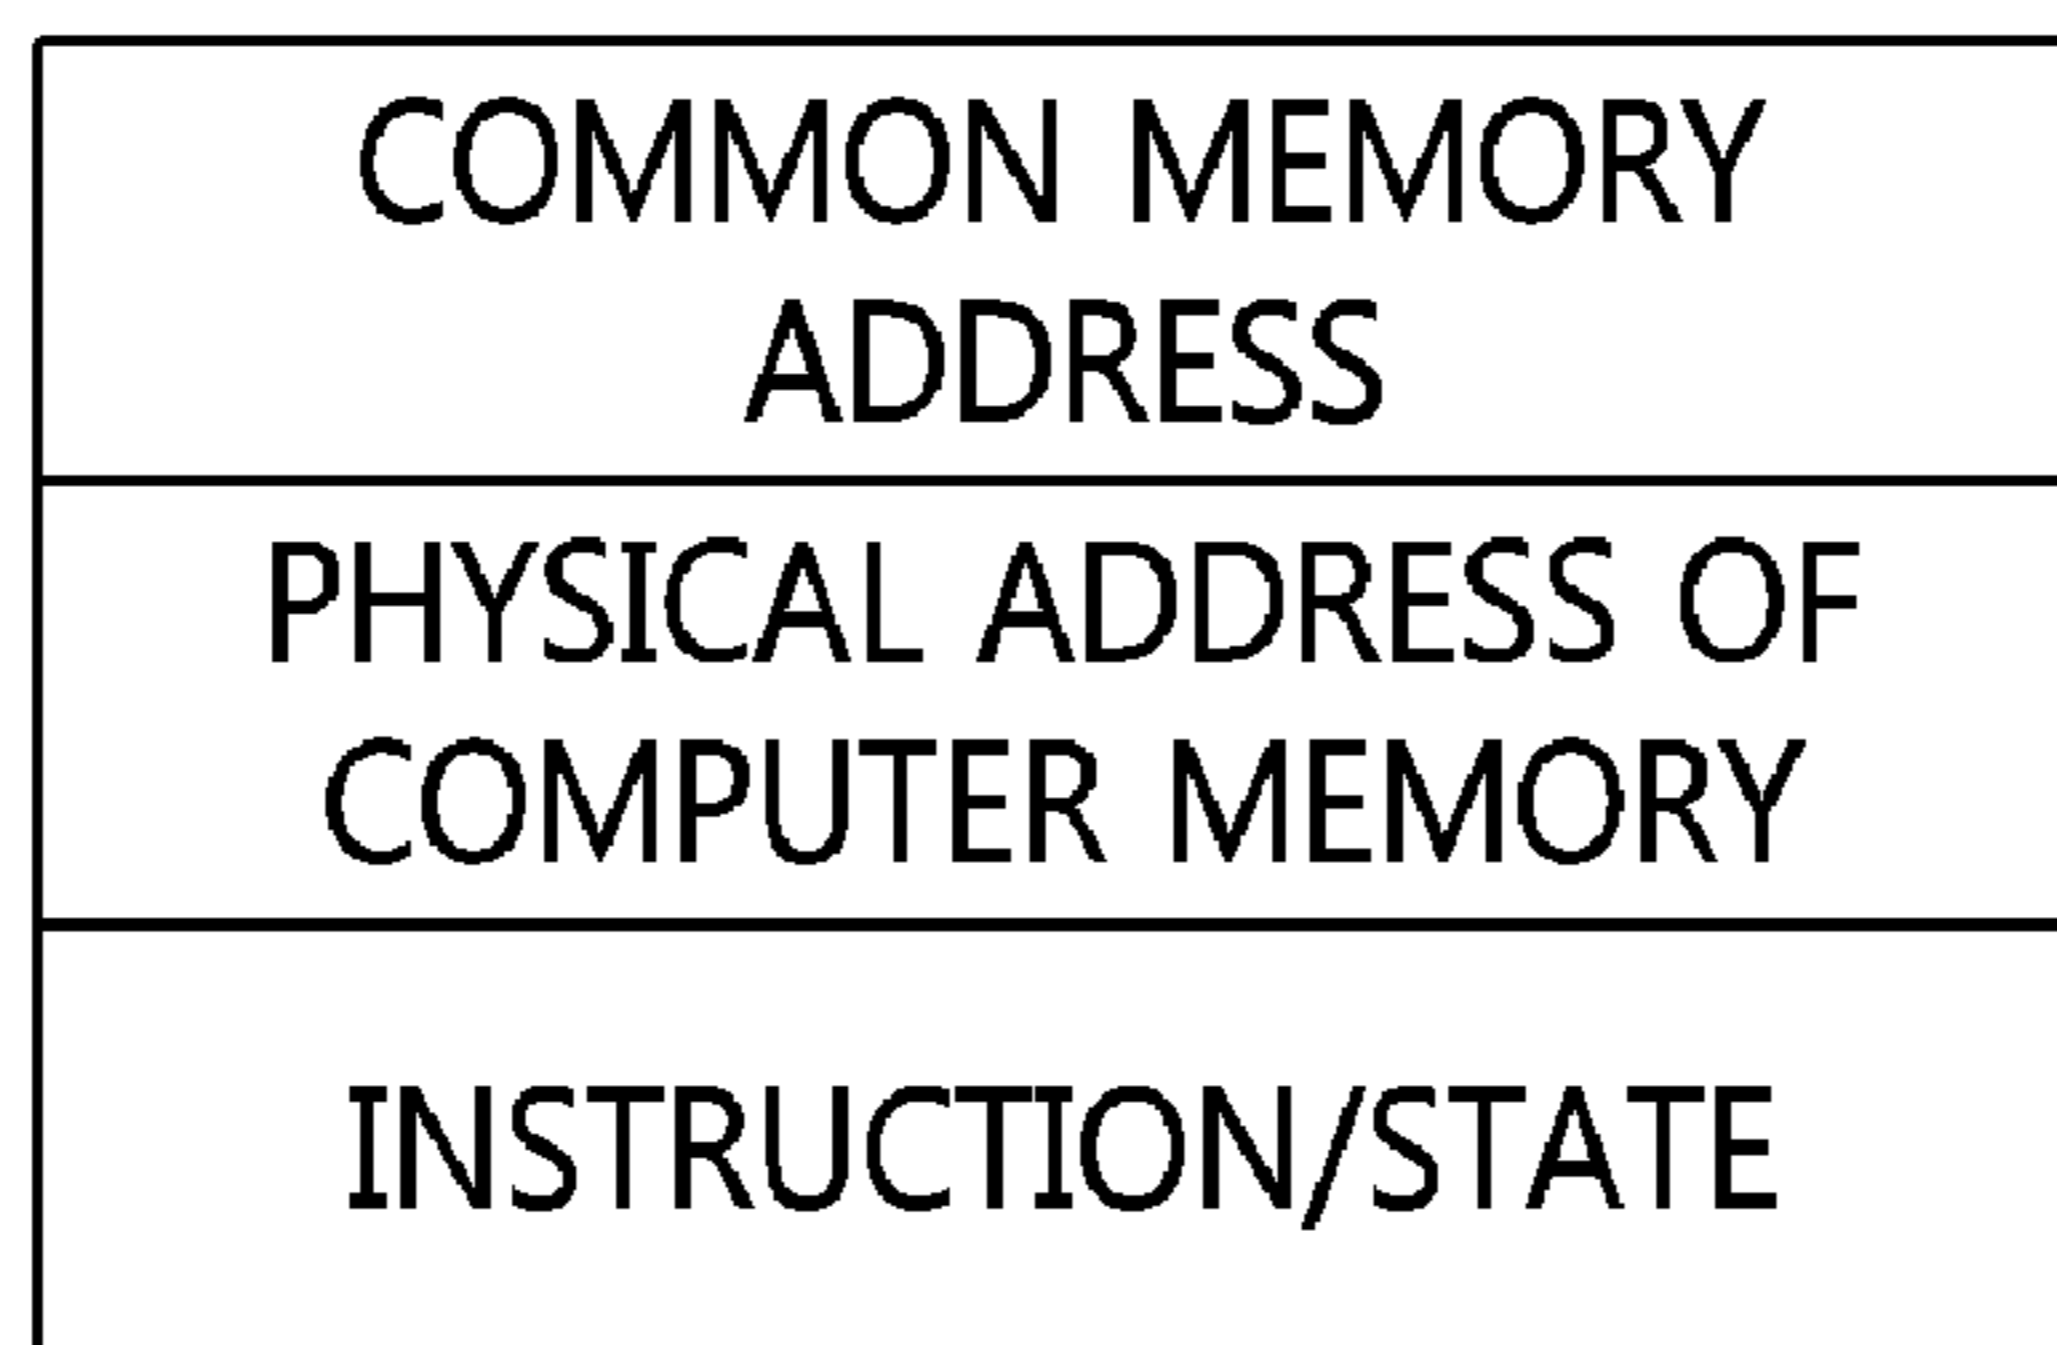 COMMON MEMORY
ADDRESS
PHYSICAL ADDRESS OF
COMPUTER MEMORY
INSTRUCTION/STATE